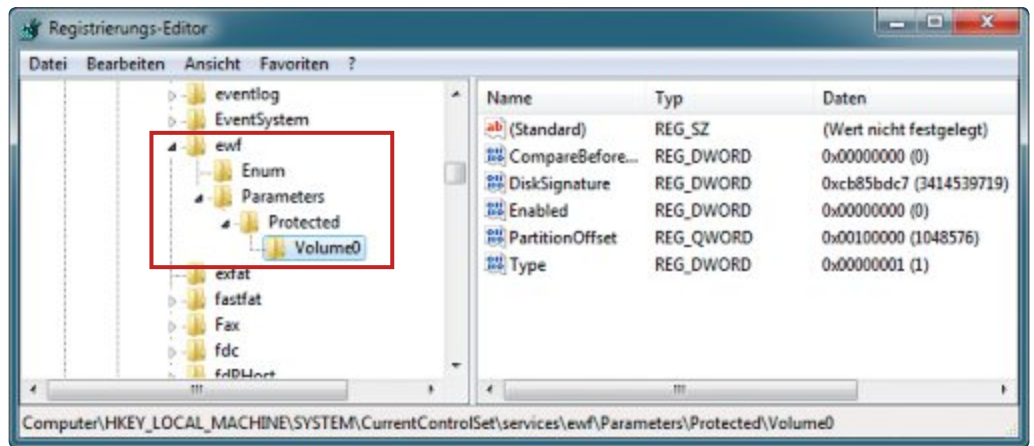 Registrierungs-Editor
Datei Bearbeiten Ansicht Favoriten ?
eventlog
EventSystem
ewf
Enum
Parameters
Protected
Volume0
exfat
fastfat
Fax
fdc
fdPHost
Name Typ Daten
(Standard) REG_SZ (Wert nicht festgelegt)
CompareBefore... REG_DWORD 0x00000000 (0)
DiskSignature REG_DWORD 0xcb85bdc7 (3414539719)
Enabled REG_DWORD 0x00000000 (0)
PartitionOffset REG_QWORD 0x00100000 (1048576)
Type REG_DWORD 0x00000001 (1)
Computer\HKEY_LOCAL_MACHINE\SYSTEM\CurrentControlSet\services\ewf\Parameters\Protected\Volume0